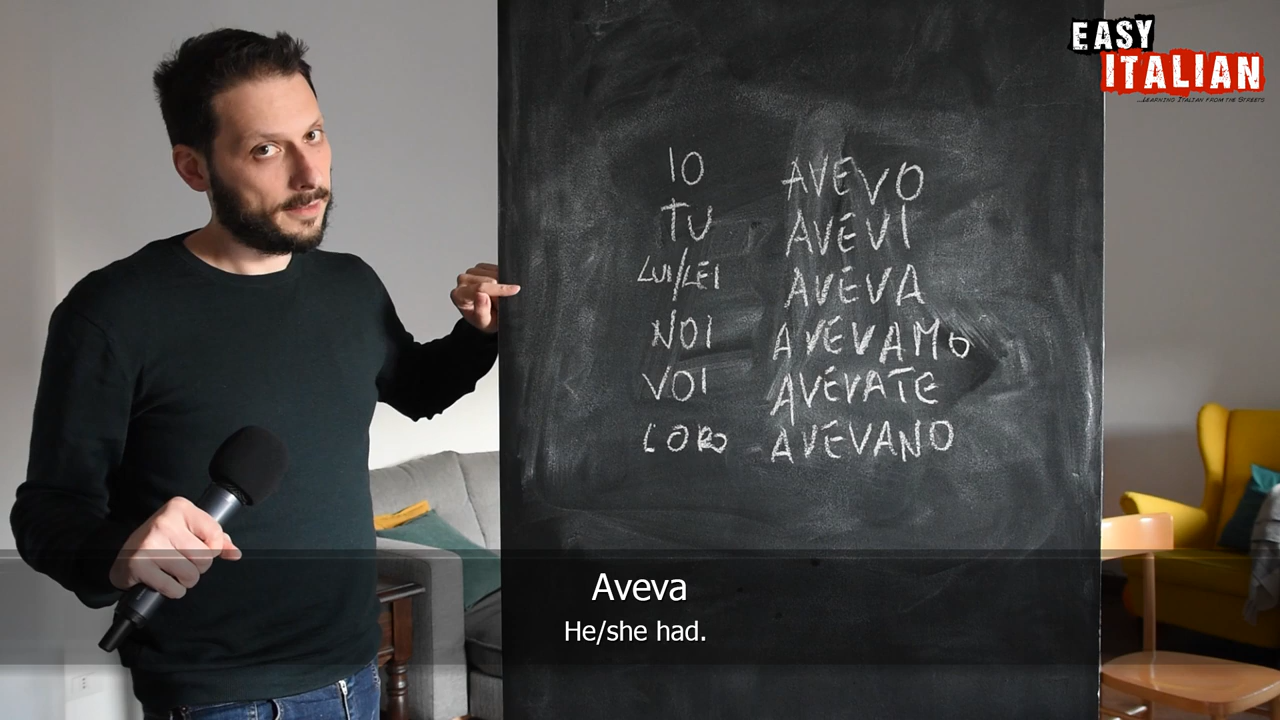 EASY
ITALIAN
...LEARNING ITALIAN FROM THE STREETS
IO AVEVO
TU AVEVI
LUI/LEI AVEVA
NOI AVEVAMO
VOI AVEVATE
LORO AVEVANO
Aveva
He/she had.